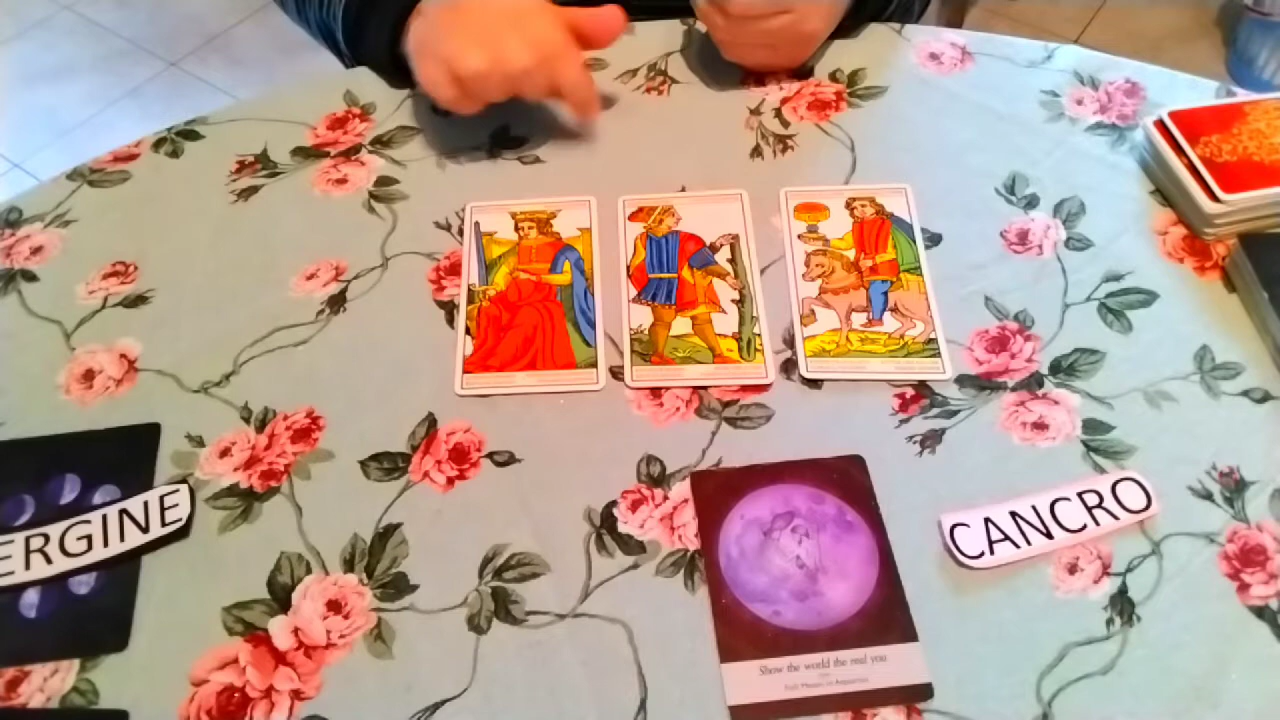 ERGINE
CANCRO
Show the world the real you
Full Moon in Aquarius